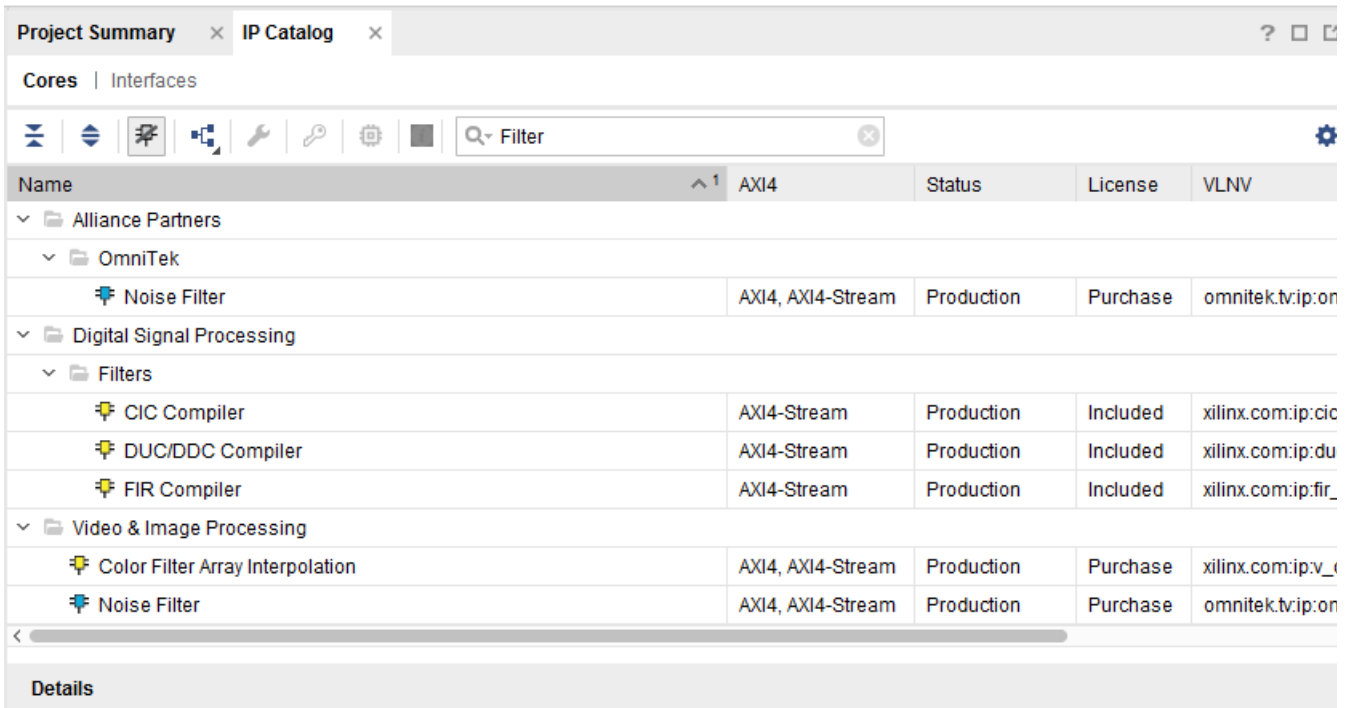 Project Summary × IP Catalog ×
Cores | Interfaces
Filter
Name 1 AXI4 Status License VLNV
Alliance Partners
OmniTek
Noise Filter AXI4, AXI4-Stream Production Purchase omnitek.tv:ip:on
Digital Signal Processing
Filters
CIC Compiler AXI4-Stream Production Included xilinx.com:ip:cic
DUC/DDC Compiler AXI4-Stream Production Included xilinx.com:ip:du
FIR Compiler AXI4-Stream Production Included xilinx.com:ip:fir_
Video & Image Processing
Color Filter Array Interpolation AXI4, AXI4-Stream Production Purchase xilinx.com:ip:v_
Noise Filter AXI4, AXI4-Stream Production Purchase omnitek.tv:ip:on
Details